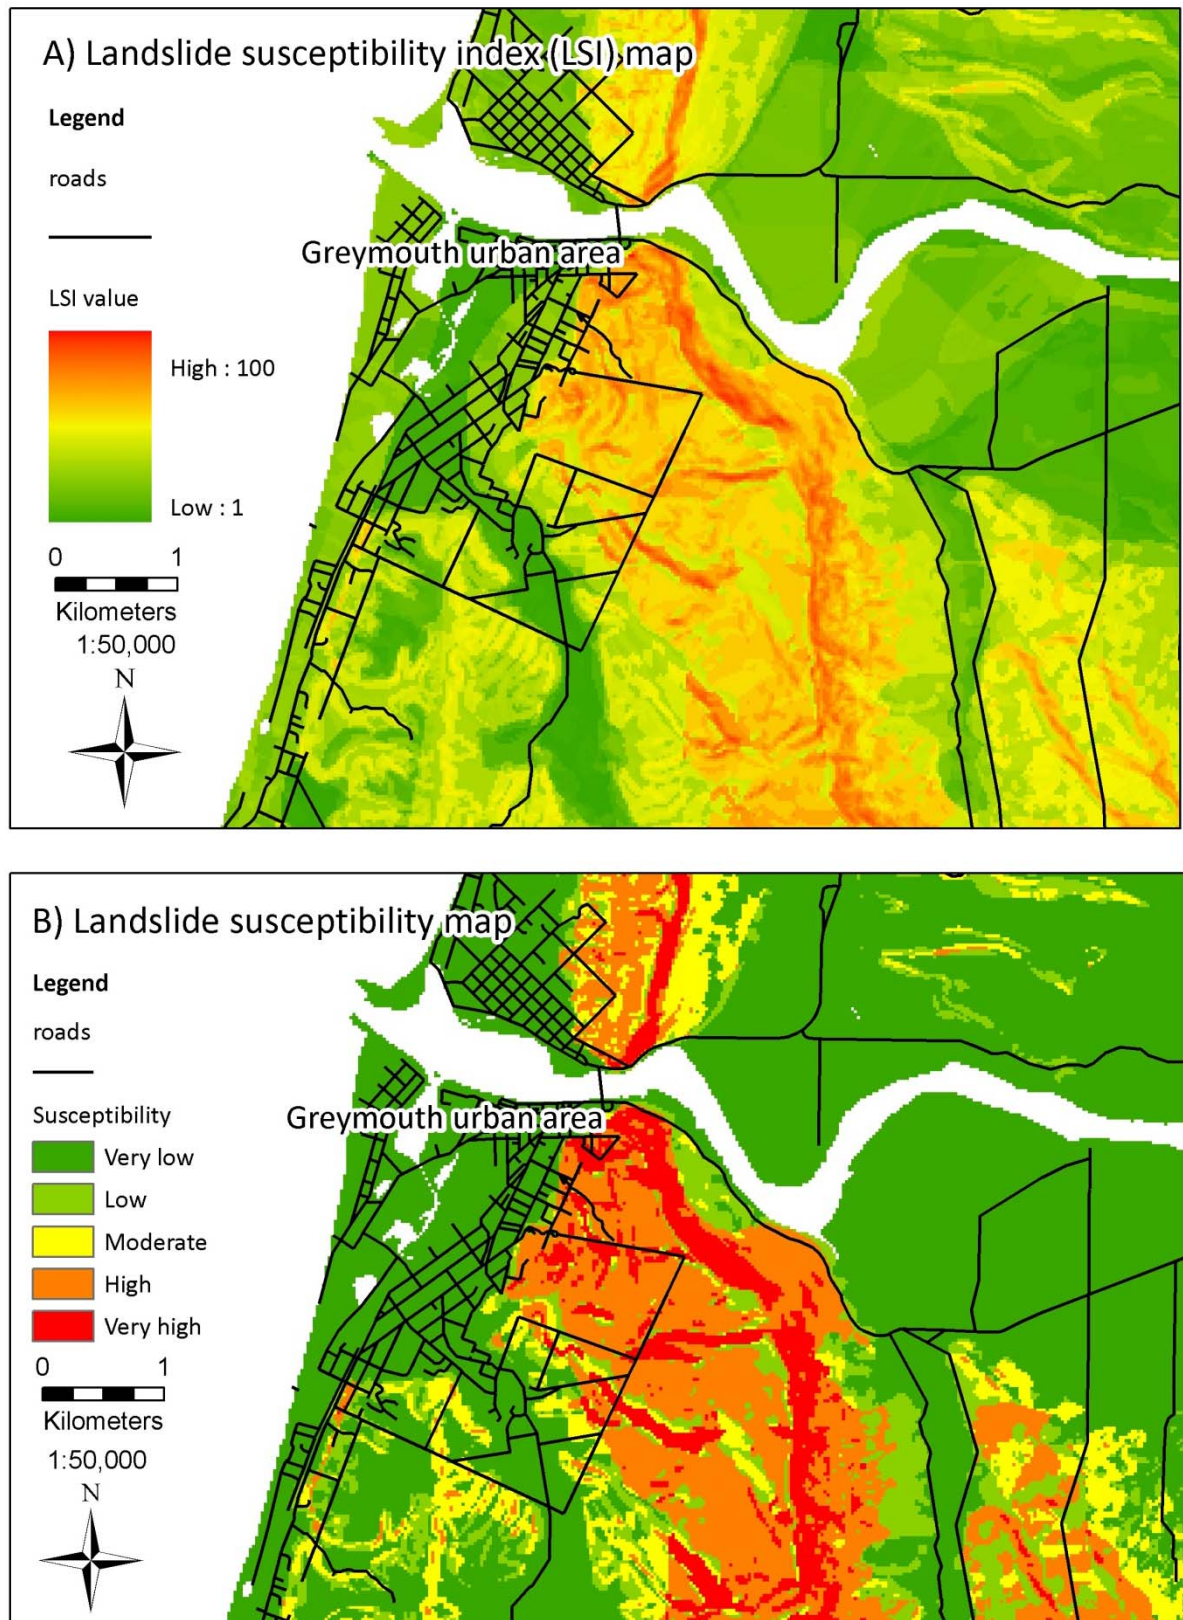 A) Landslide susceptibility index (LSI) map
Legend
roads
Greymouth urban area
LSI value
High : 100
Low : 1
0 1
Kilometers
1:50,000
N
B) Landslide susceptibility map
Legend
roads
Greymouth urban area
Susceptibility
Very low
Low
Moderate
High
Very high
0 1
Kilometers
1:50,000
N